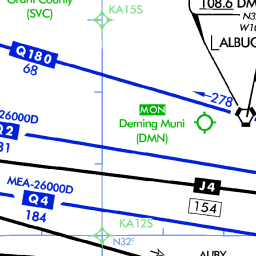 Grant County
(SVC)
KA15S
108.6 DM
N3
W10
ALBUQ
Q180
68
278
MON
Deming Muni
(DMN)
26000D
Q2
31
MEA-26000D
Q4
184
J4
154
KA12S
N32°
ALBY